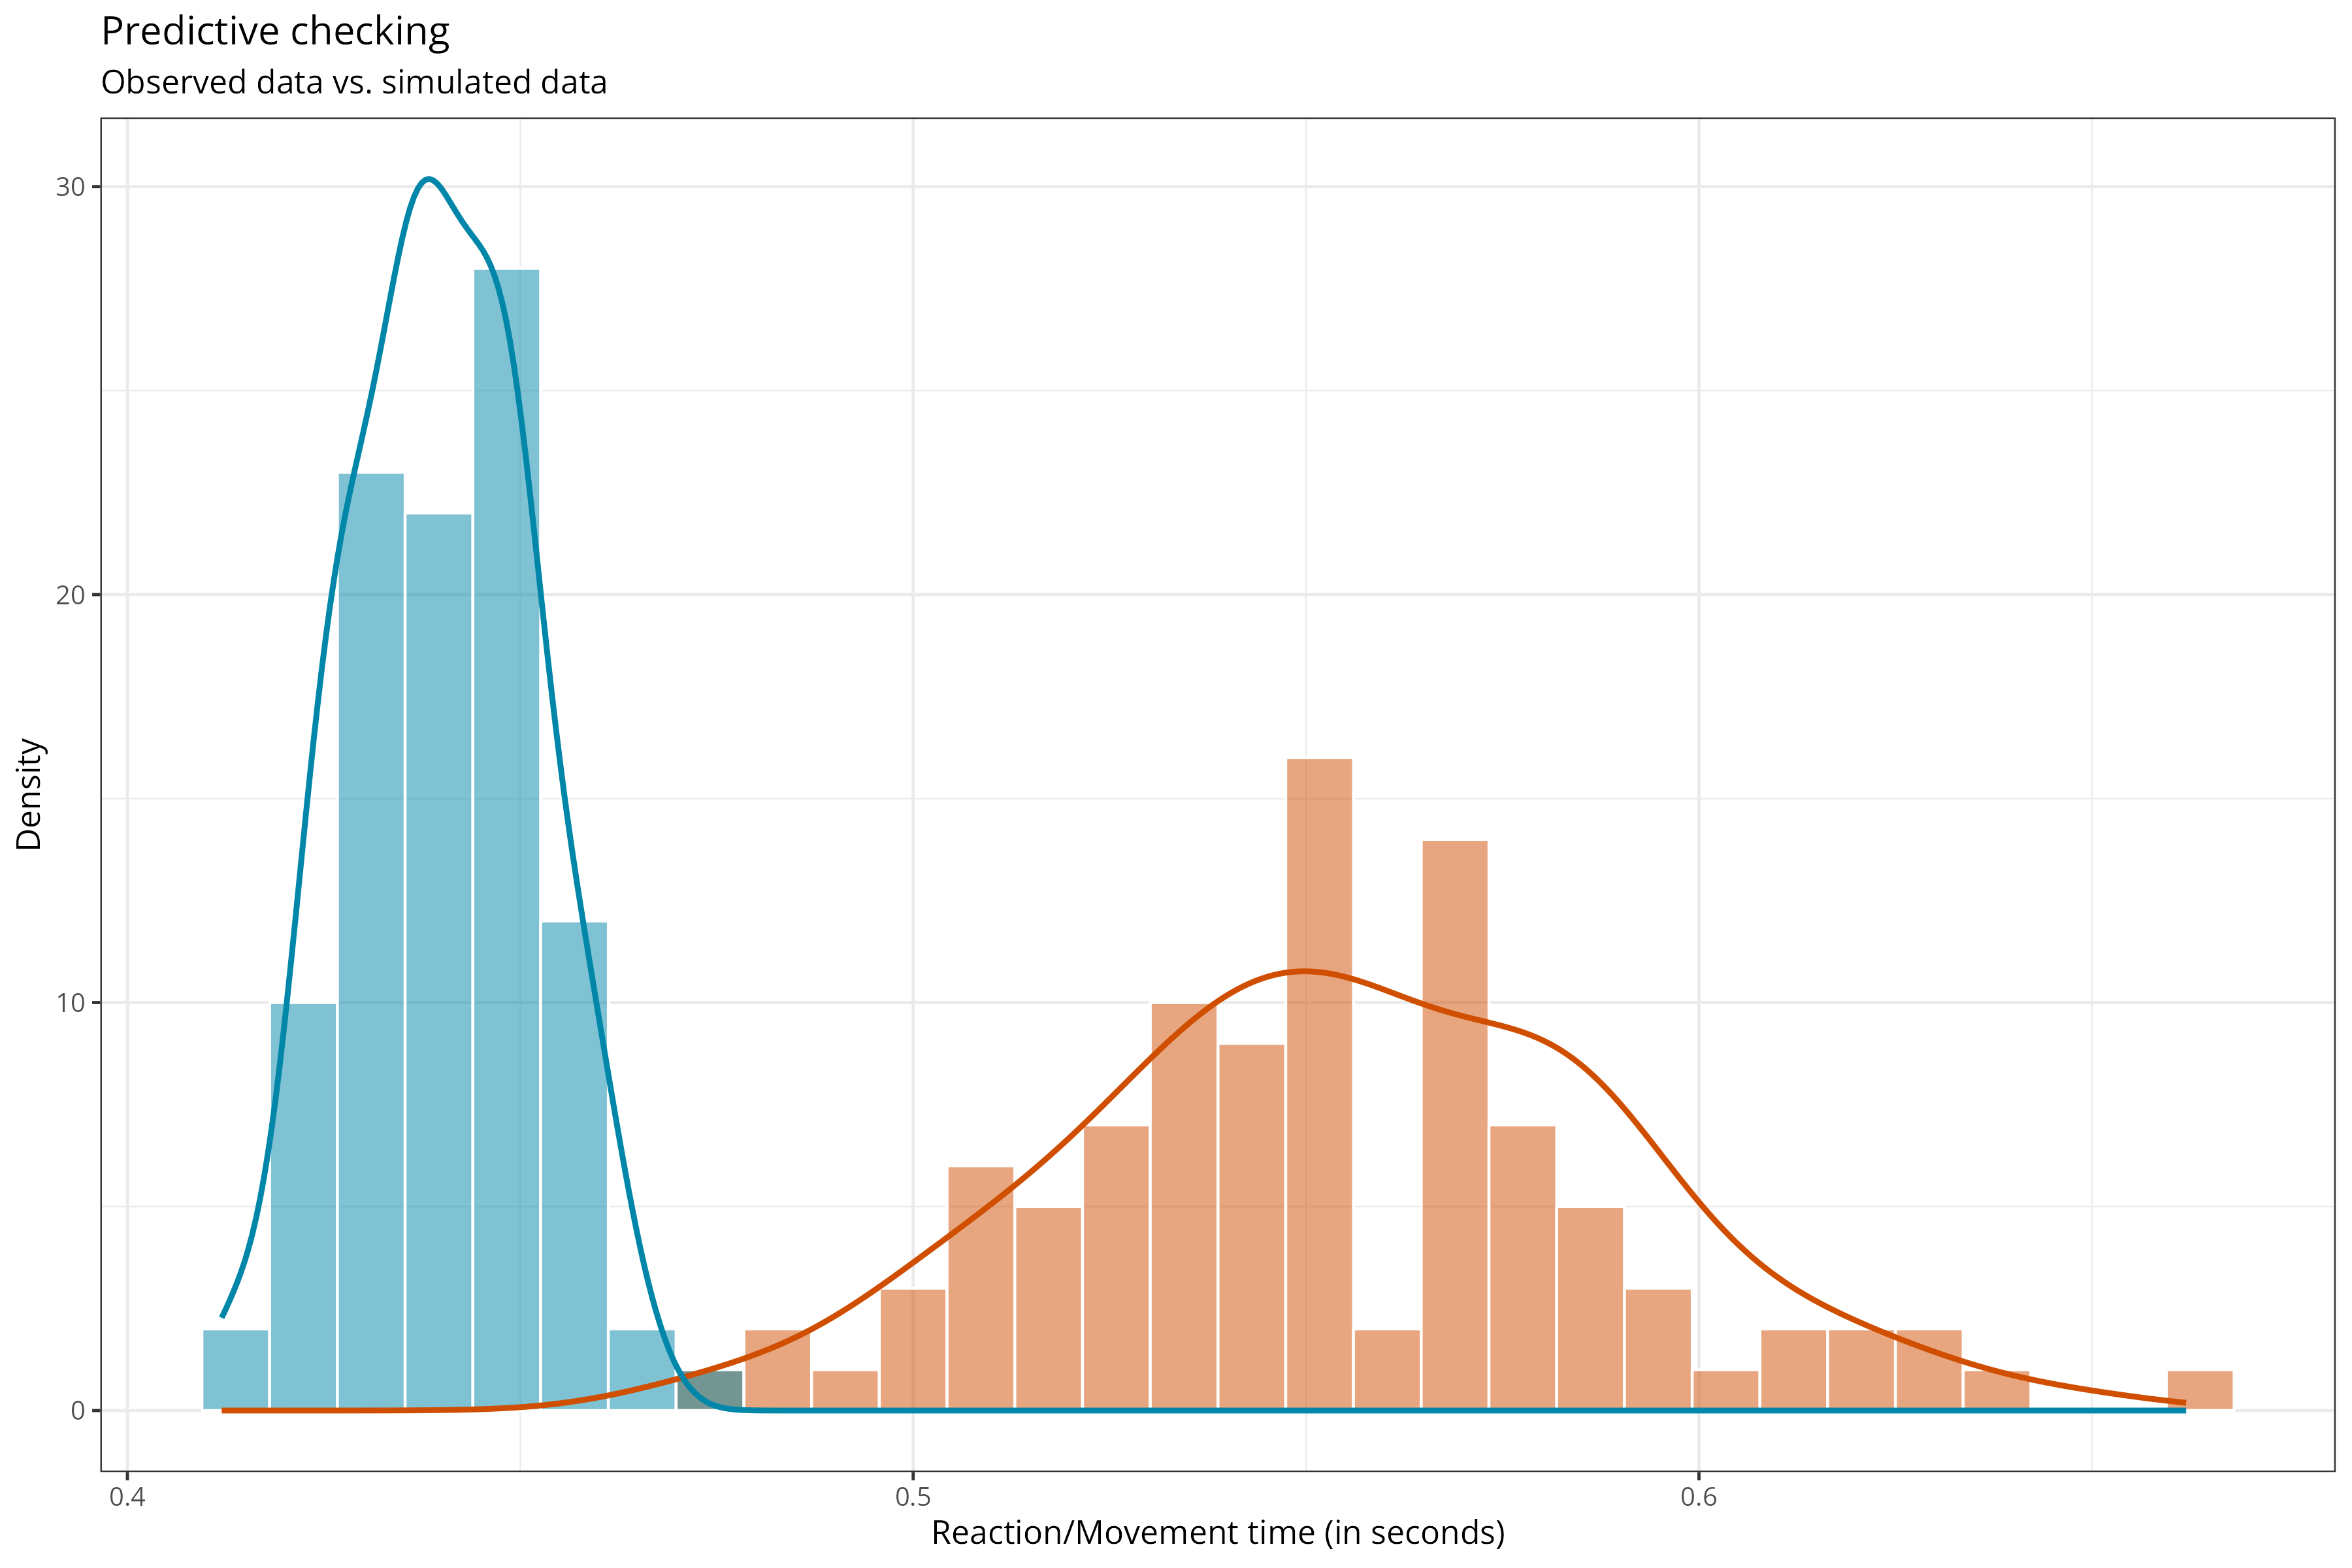 Predictive checking
Observed data vs. simulated data
30
20
10
0
Density
0.4
0.5
0.6
Reaction/Movement time (in seconds)